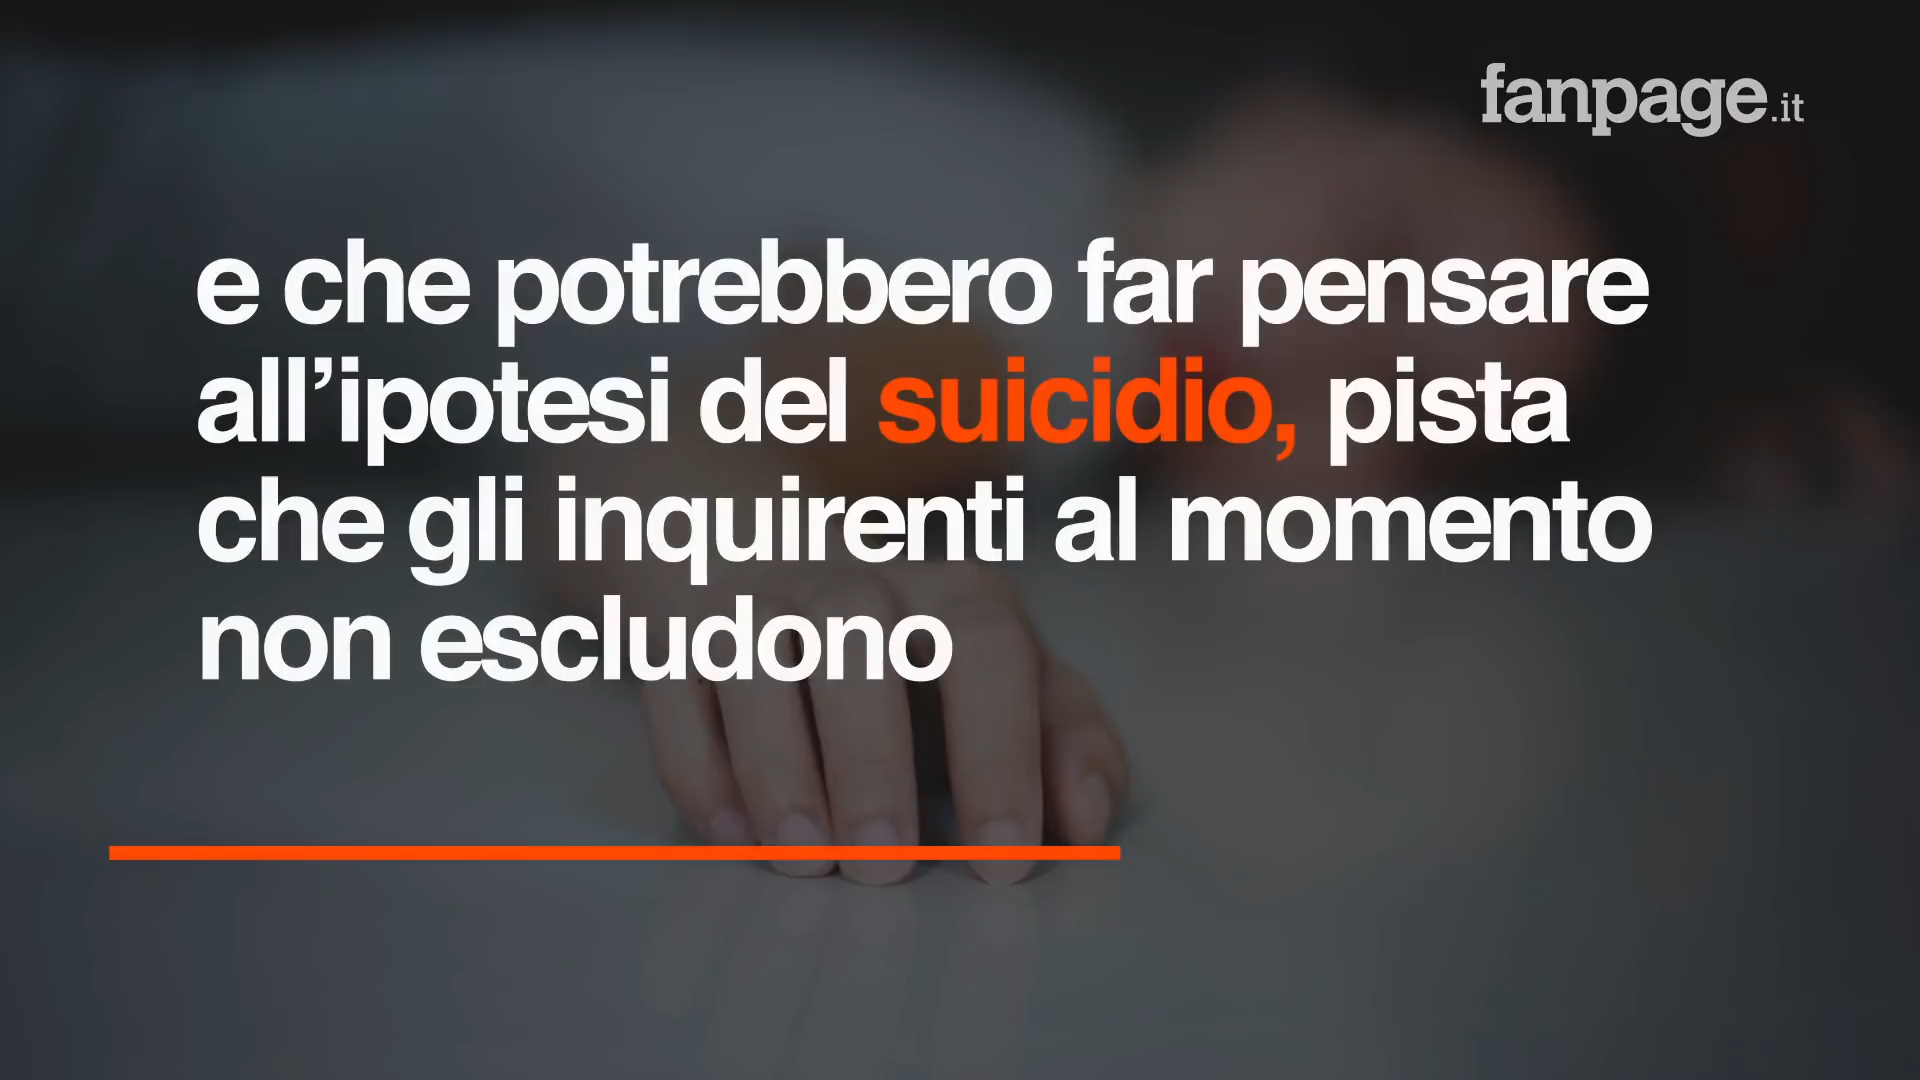 fanpage.it
e che potrebbero far pensare
all’ipotesi del suicidio, pista
che gli inquirenti al momento
non escludono